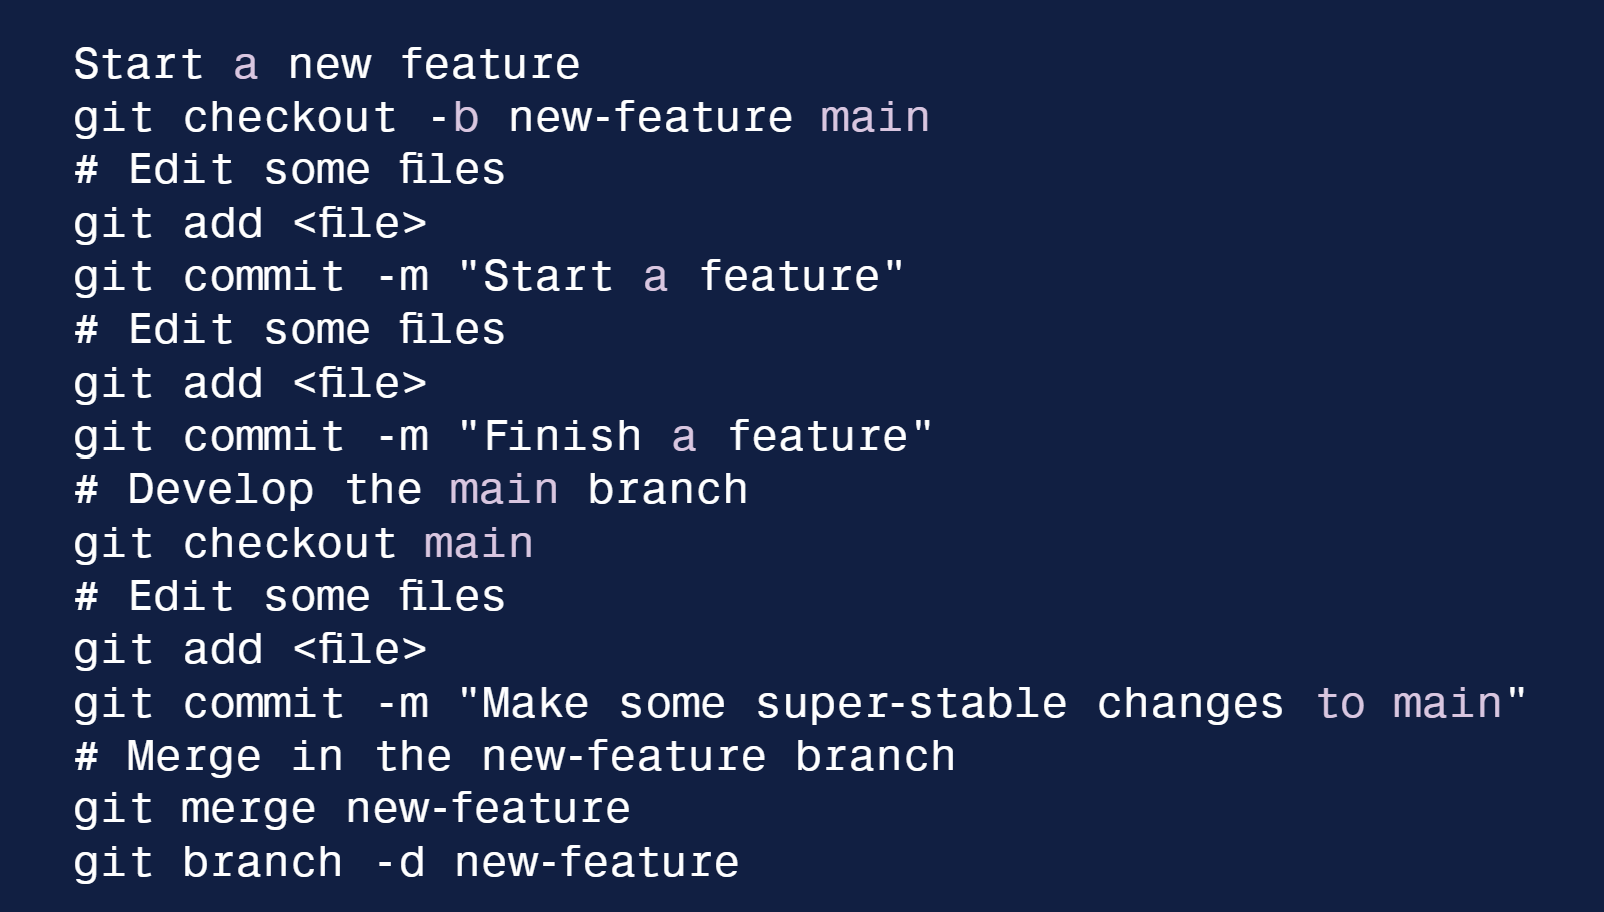 Start a new feature
git checkout -b new-feature main
# Edit some files
git add <file>
git commit -m "Start a feature"
# Edit some files
git add <file>
git commit -m "Finish a feature"
# Develop the main branch
git checkout main
# Edit some files
git add <file>
git commit -m "Make some super-stable changes to main"
# Merge in the new-feature branch
git merge new-feature
git branch -d new-feature